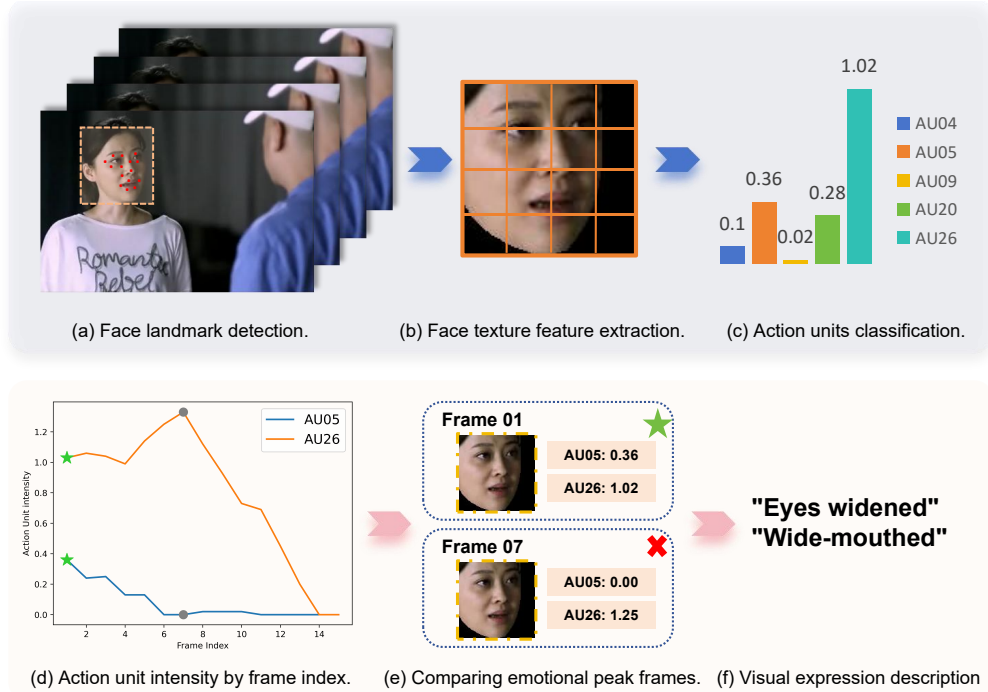 Romantic
Rebel
(a) Face landmark detection.
(b) Face texture feature extraction.
1.02
0.36
0.28
0.1
0.02
AU04
AU05
AU09
AU20
AU26
(c) Action units classification.
Action Unit intensity
1.2
1.0
0.8
0.6
0.4
0.2
0.0
2 4 6 8 10 12 14
Frame Index
AU05
AU26
(d) Action unit intensity by frame index.
Frame 01
AU05: 0.36
AU26: 1.02
Frame 07
AU05: 0.00
AU26: 1.25
(e) Comparing emotional peak frames.
"Eyes widened"
"Wide-mouthed"
(f) Visual expression description